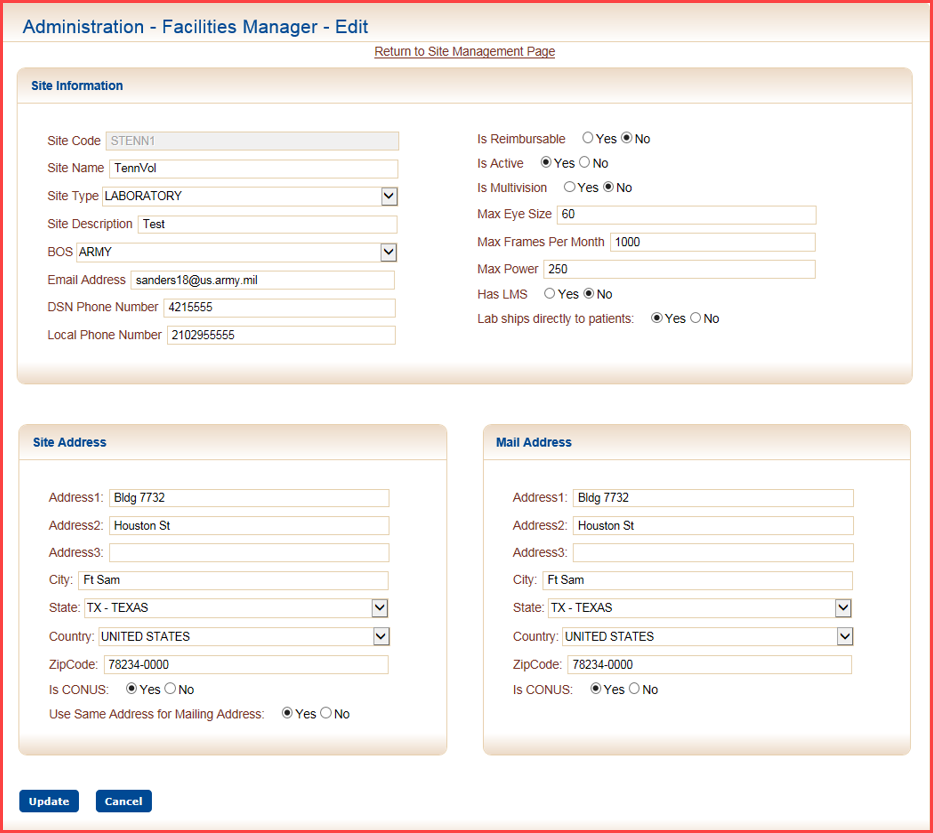 Administration - Facilities Manager - Edit
Return to Site Management Page
Site Information
Site Code STENN1
Site Name TennVol
Site Type LABORATORY
Site Description Test
BOS ARMY
Email Address sanders18@us.army.mil
DSN Phone Number 4215555
Local Phone Number 2102955555
Is Reimbursable Yes No
Is Active Yes No
Is Multivision Yes No
Max Eye Size 60
Max Frames Per Month 1000
Max Power 250
Has LMS Yes No
Lab ships directly to patients: Yes No
Site Address
Address1: Bldg 7732
Address2: Houston St
Address3:
City: Ft Sam
State: TX - TEXAS
Country: UNITED STATES
ZipCode: 78234-0000
Is CONUS: Yes No
Use Same Address for Mailing Address: Yes No
Mail Address
Address1: Bldg 7732
Address2: Houston St
Address3:
City: Ft Sam
State: TX - TEXAS
Country: UNITED STATES
ZipCode: 78234-0000
Is CONUS: Yes No
Update Cancel